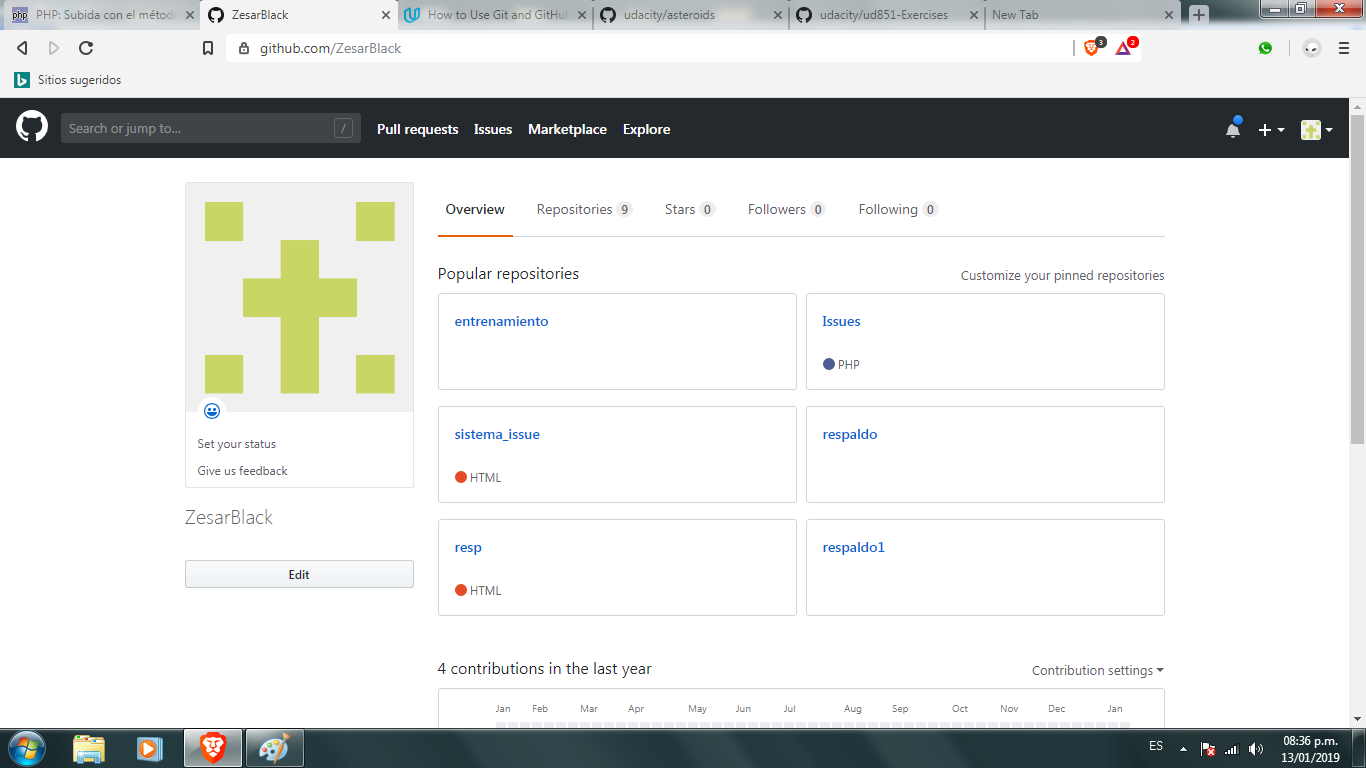 php PHP: Subida con el métod
ZesarBlack
How to Use Git and GitHu
udacity/asteroids
udacity/ud851-Exercises
New Tab
github.com/ZesarBlack
3
2
Sitios sugeridos
Search or jump to...
/
Pull requests
Issues
Marketplace
Explore
Overview
Repositories 9
Stars 0
Followers 0
Following 0
Popular repositories
Customize your pinned repositories
entrenamiento
Issues
PHP
sistema_issue
HTML
respaldo
resp
HTML
respaldo1
Set your status
Give us feedback
ZesarBlack
Edit
4 contributions in the last year
Contribution settings
Jan Feb Mar Apr May Jun Jul Aug Sep Oct Nov Dec Jan
ES
08:36 p.m.
13/01/2019